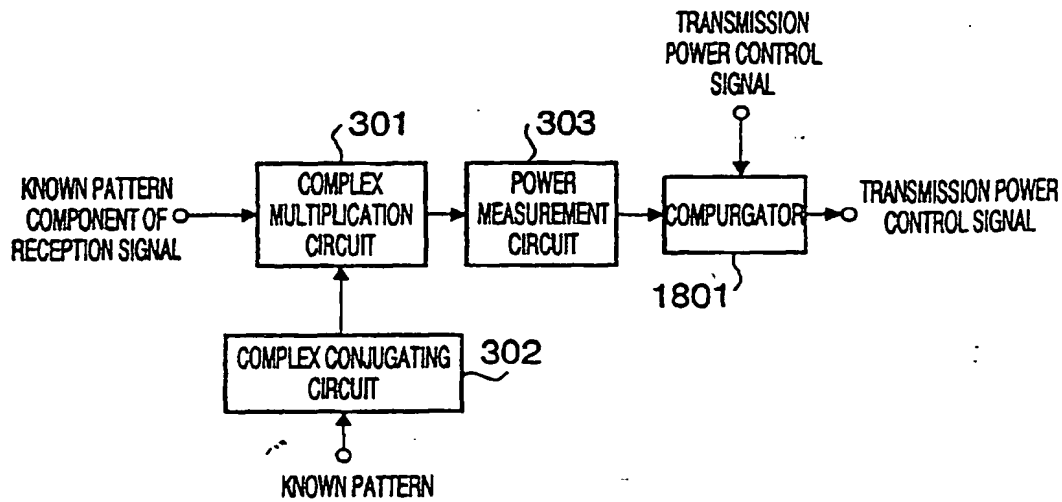 TRANSMISSION
POWER CONTROL
SIGNAL
301
303
KNOWN PATTERN
COMPONENT OF
RECEPTION SIGNAL
COMPLEX
MULTIPLICATION
CIRCUIT
POWER
MEASUREMENT
CIRCUIT
COMPURGATOR
TRANSMISSION POWER
CONTROL SIGNAL
1801
COMPLEX CONJUGATING
CIRCUIT
302
KNOWN PATTERN